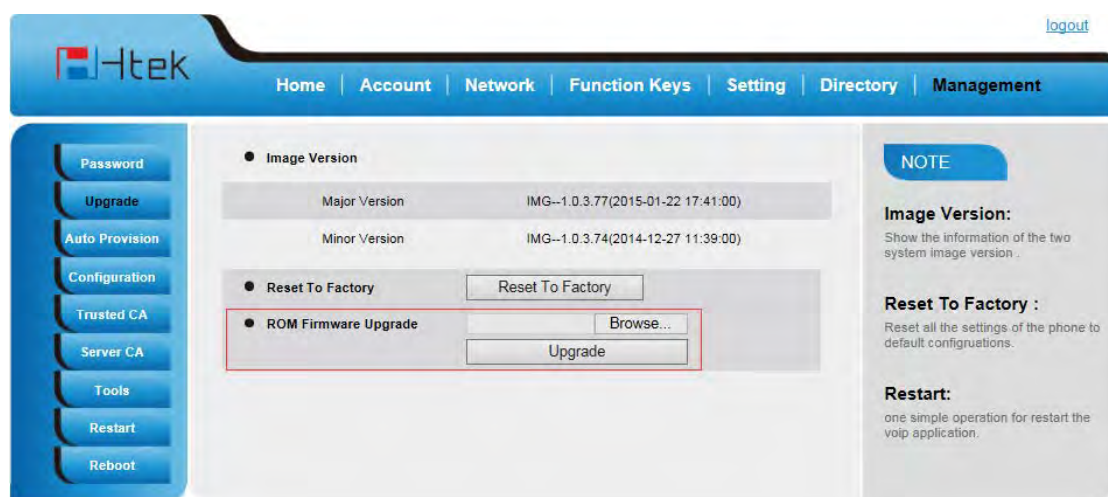 logout
Htek
Home | Account | Network | Function Keys | Setting | Directory | Management
Password
Upgrade
Auto Provision
Configuration
Trusted CA
Server CA
Tools
Restart
Reboot
Image Version
Major Version IMG--1.0.3.77(2015-01-22 17:41:00)
Minor Version IMG--1.0.3.74(2014-12-27 11:39:00)
Reset To Factory Reset To Factory
ROM Firmware Upgrade Browse...
Upgrade
NOTE
Image Version:
Show the information of the two
system image version .
Reset To Factory :
Reset all the settings of the phone to
default configruations.
Restart:
one simple operation for restart the
voip application.